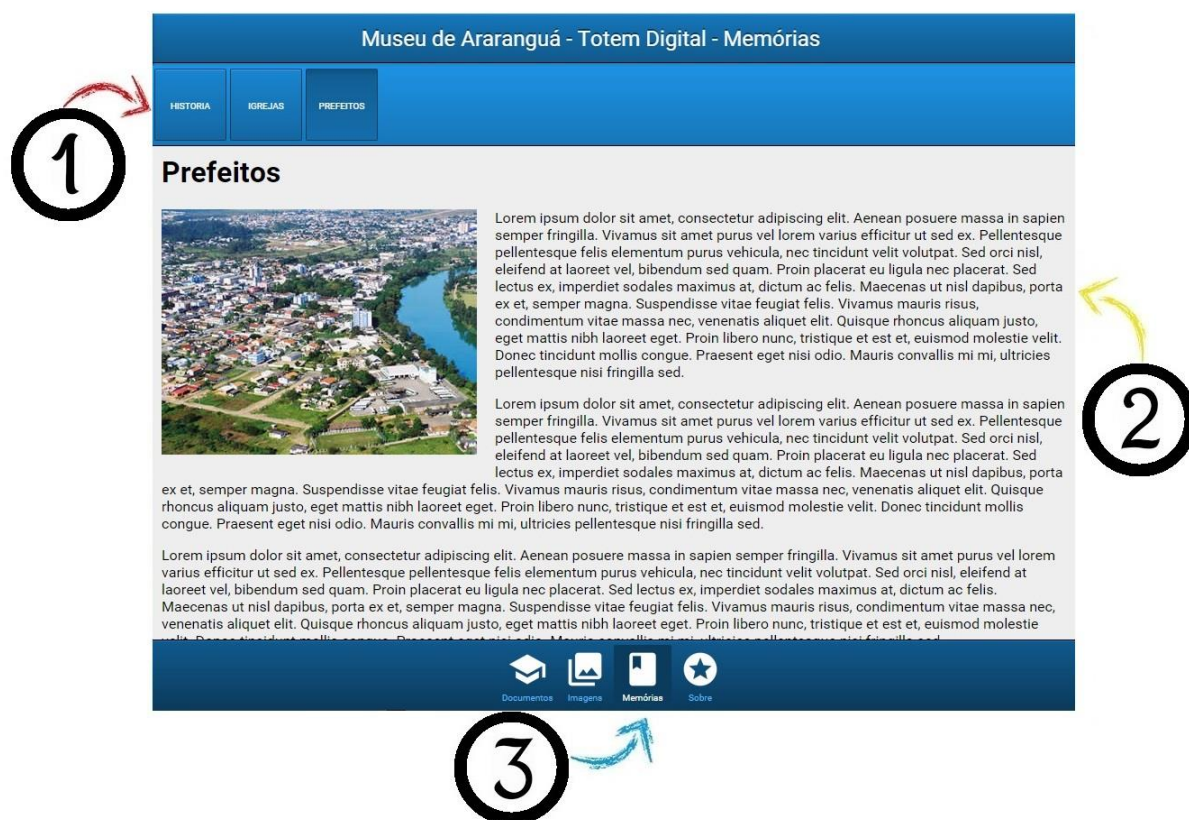 Museu de Araranguá - Totem Digital - Memórias
HISTORIA
IGREJAS
PREFEITOS
1
Prefeitos
Lorem ipsum dolor sit amet, consectetur adipiscing elit. Aenean posuere massa in sapien
semper fringilla. Vivamus sit amet purus vel lorem varius efficitur ut sed ex. Pellentesque
pellentesque felis elementum purus vehicula, nec tincidunt velit volutpat. Sed orci nisl,
eleifend at laoreet vel, bibendum sed quam. Proin placerat eu ligula nec placerat. Sed
lectus ex, imperdiet sodales maximus at, dictum ac felis. Maecenas ut nisl dapibus, porta
ex et, semper magna. Suspendisse vitae feugiat felis. Vivamus mauris risus,
condimentum vitae massa nec, venenatis aliquet elit. Quisque rhoncus aliquam justo,
eget mattis nibh laoreet eget. Proin libero nunc, tristique et est et, euismod molestie velit.
Donec tincidunt mollis congue. Praesent eget nisi odio. Mauris convallis mi mi, ultricies
pellentesque nisi fringilla sed.
2
Lorem ipsum dolor sit amet, consectetur adipiscing elit. Aenean posuere massa in sapien
semper fringilla. Vivamus sit amet purus vel lorem varius efficitur ut sed ex. Pellentesque
pellentesque felis elementum purus vehicula, nec tincidunt velit volutpat. Sed orci nisl,
eleifend at laoreet vel, bibendum sed quam. Proin placerat eu ligula nec placerat. Sed
lectus ex, imperdiet sodales maximus at, dictum ac felis. Maecenas ut nisl dapibus, porta
ex et, semper magna. Suspendisse vitae feugiat felis. Vivamus mauris risus, condimentum vitae massa nec, venenatis aliquet elit. Quisque
rhoncus aliquam justo, eget mattis nibh laoreet eget. Proin libero nunc, tristique et est et, euismod molestie velit. Donec tincidunt mollis
congue. Praesent eget nisi odio. Mauris convallis mi mi, ultricies pellentesque nisi fringilla sed.
Lorem ipsum dolor sit amet, consectetur adipiscing elit. Aenean posuere massa in sapien semper fringilla. Vivamus sit amet purus vel lorem
varius efficitur ut sed ex. Pellentesque pellentesque felis elementum purus vehicula, nec tincidunt velit volutpat. Sed orci nisl, eleifend at
laoreet vel, bibendum sed quam. Proin placerat eu ligula nec placerat. Sed lectus ex, imperdiet sodales maximus at, dictum ac felis.
Maecenas ut nisl dapibus, porta ex et, semper magna. Suspendisse vitae feugiat felis. Vivamus mauris risus, condimentum vitae massa nec,
venenatis aliquet elit. Quisque rhoncus aliquam justo, eget mattis nibh laoreet eget. Proin libero nunc, tristique et est et, euismod molestie
velit. Donec tincidunt mollis congue. Praesent eget nisi odio. Mauris convallis mi mi, ultricies pellentesque nisi fringilla sed.
Documentos
Imagens
Memórias
Sobre
3